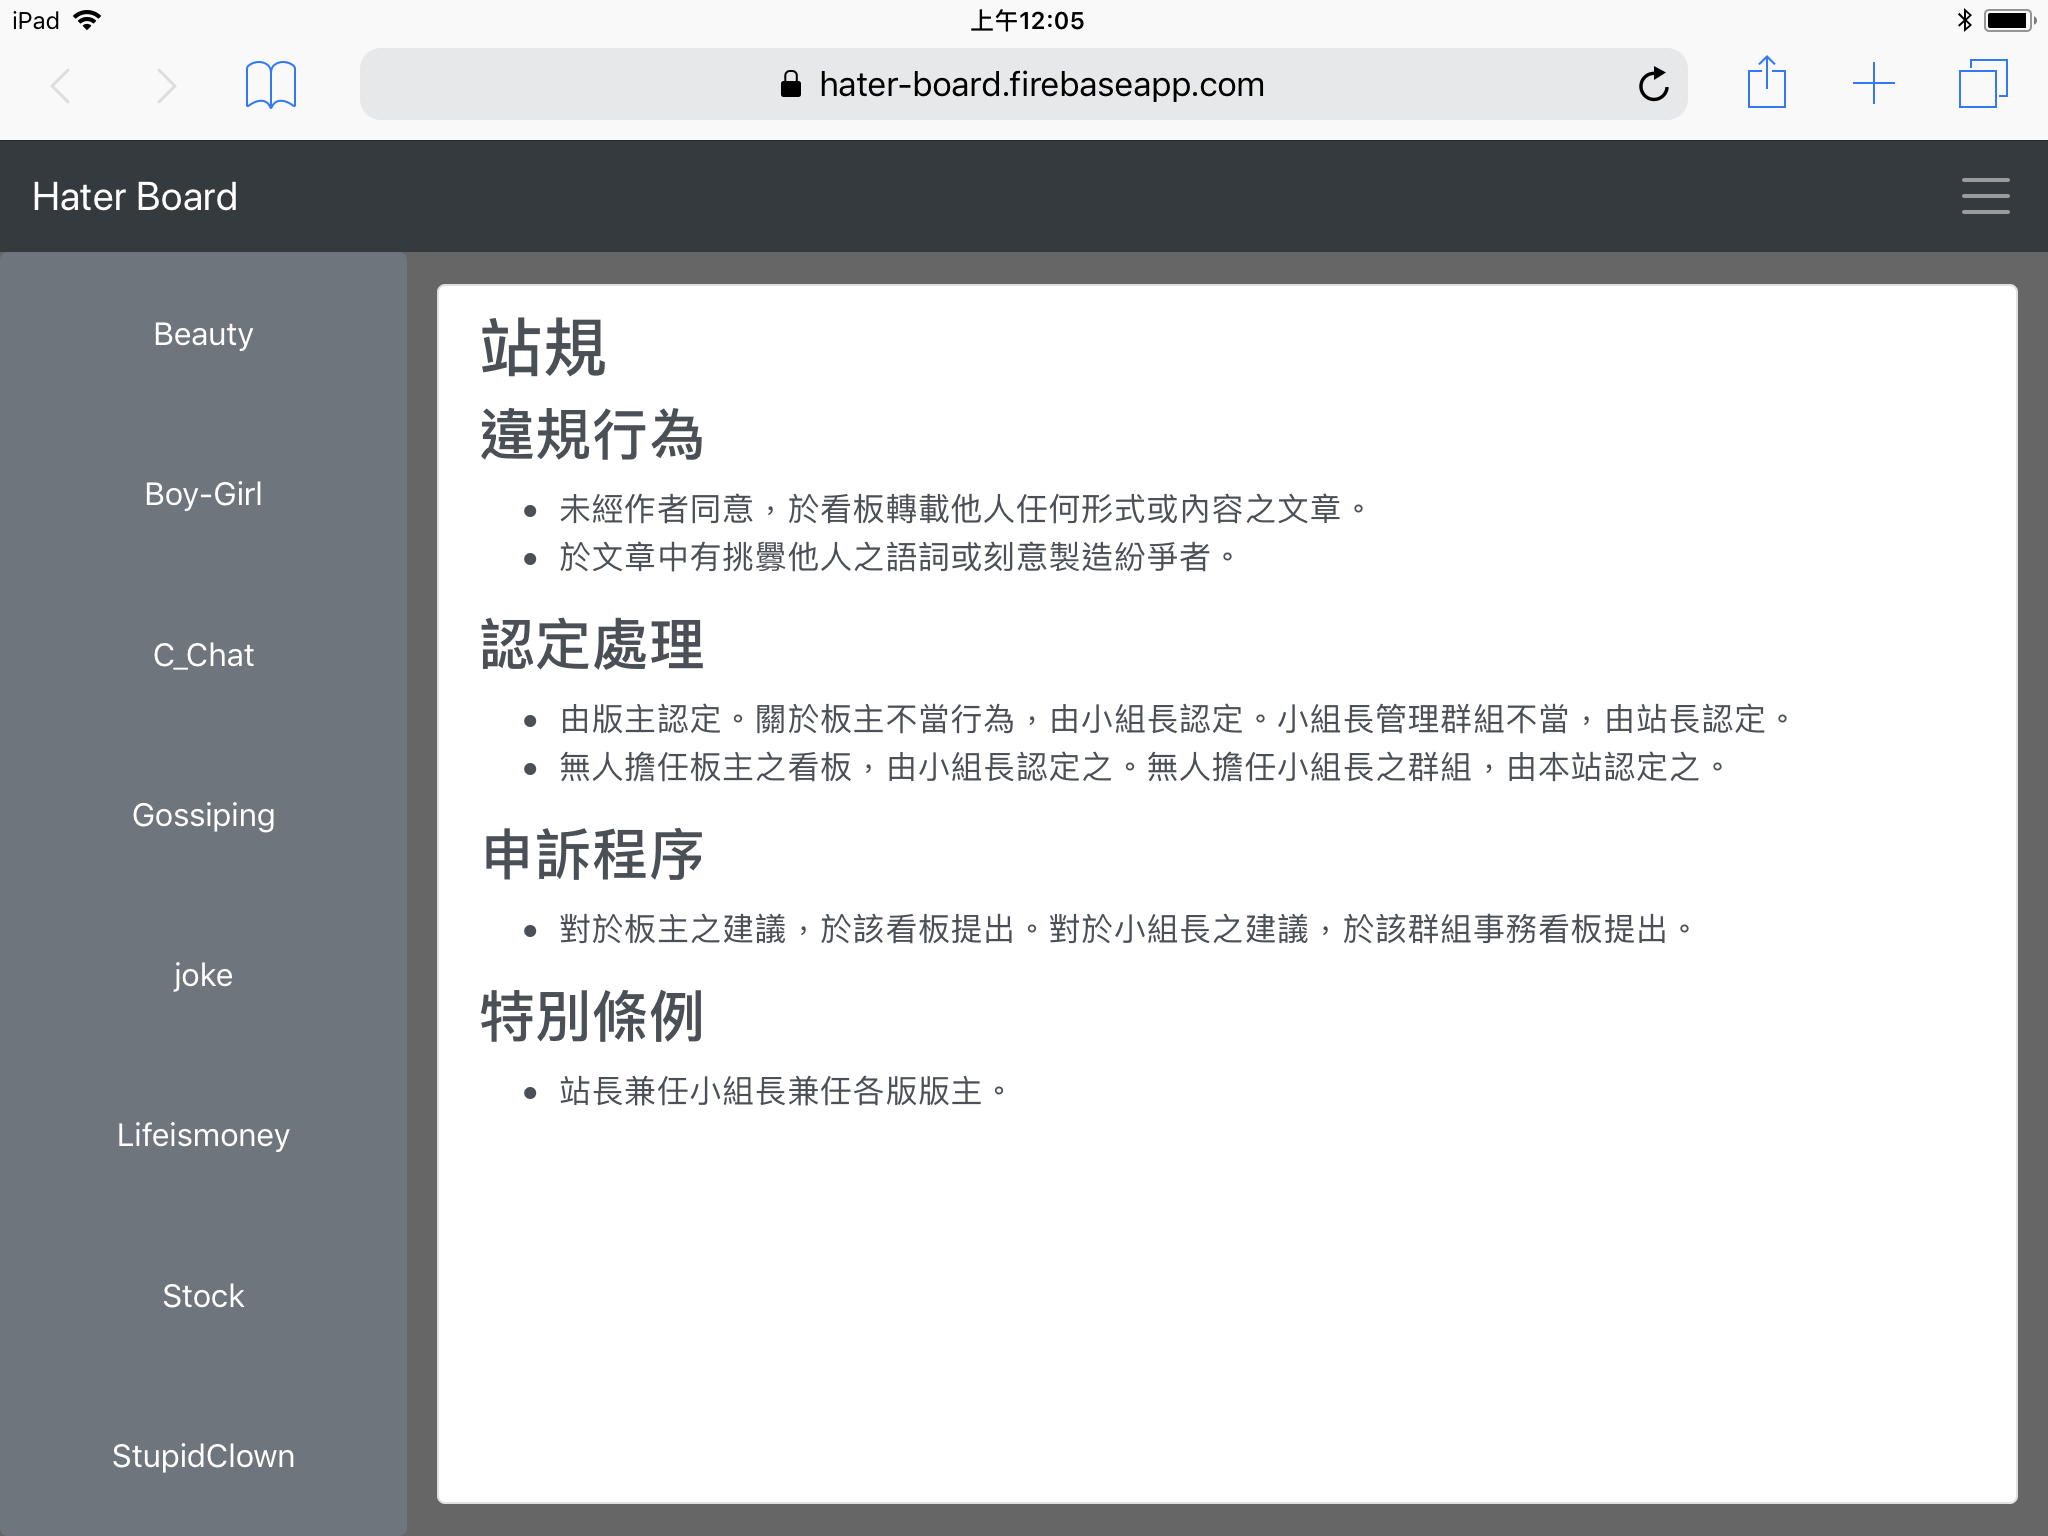 iPad
上午12:05
hater-board.firebaseapp.com
Hater Board
Beauty
Boy-Girl
C_Chat
Gossiping
joke
Lifeismoney
Stock
StupidClown
站規
違規行為
• 未經作者同意，於看板轉載他人任何形式或內容之文章。
• 於文章中有挑釁他人之語詞或刻意製造紛爭者。
認定處理
• 由版主認定。關於板主不當行為，由小組長認定。小組長管理群組不當，由站長認定。
• 無人擔任板主之看板，由小組長認定之。無人擔任小組長之群組，由本站認定之。
申訴程序
• 對於板主之建議，於該看板提出。對於小組長之建議，於該群組事務看板提出。
特別條例
• 站長兼任小組長兼任各版版主。